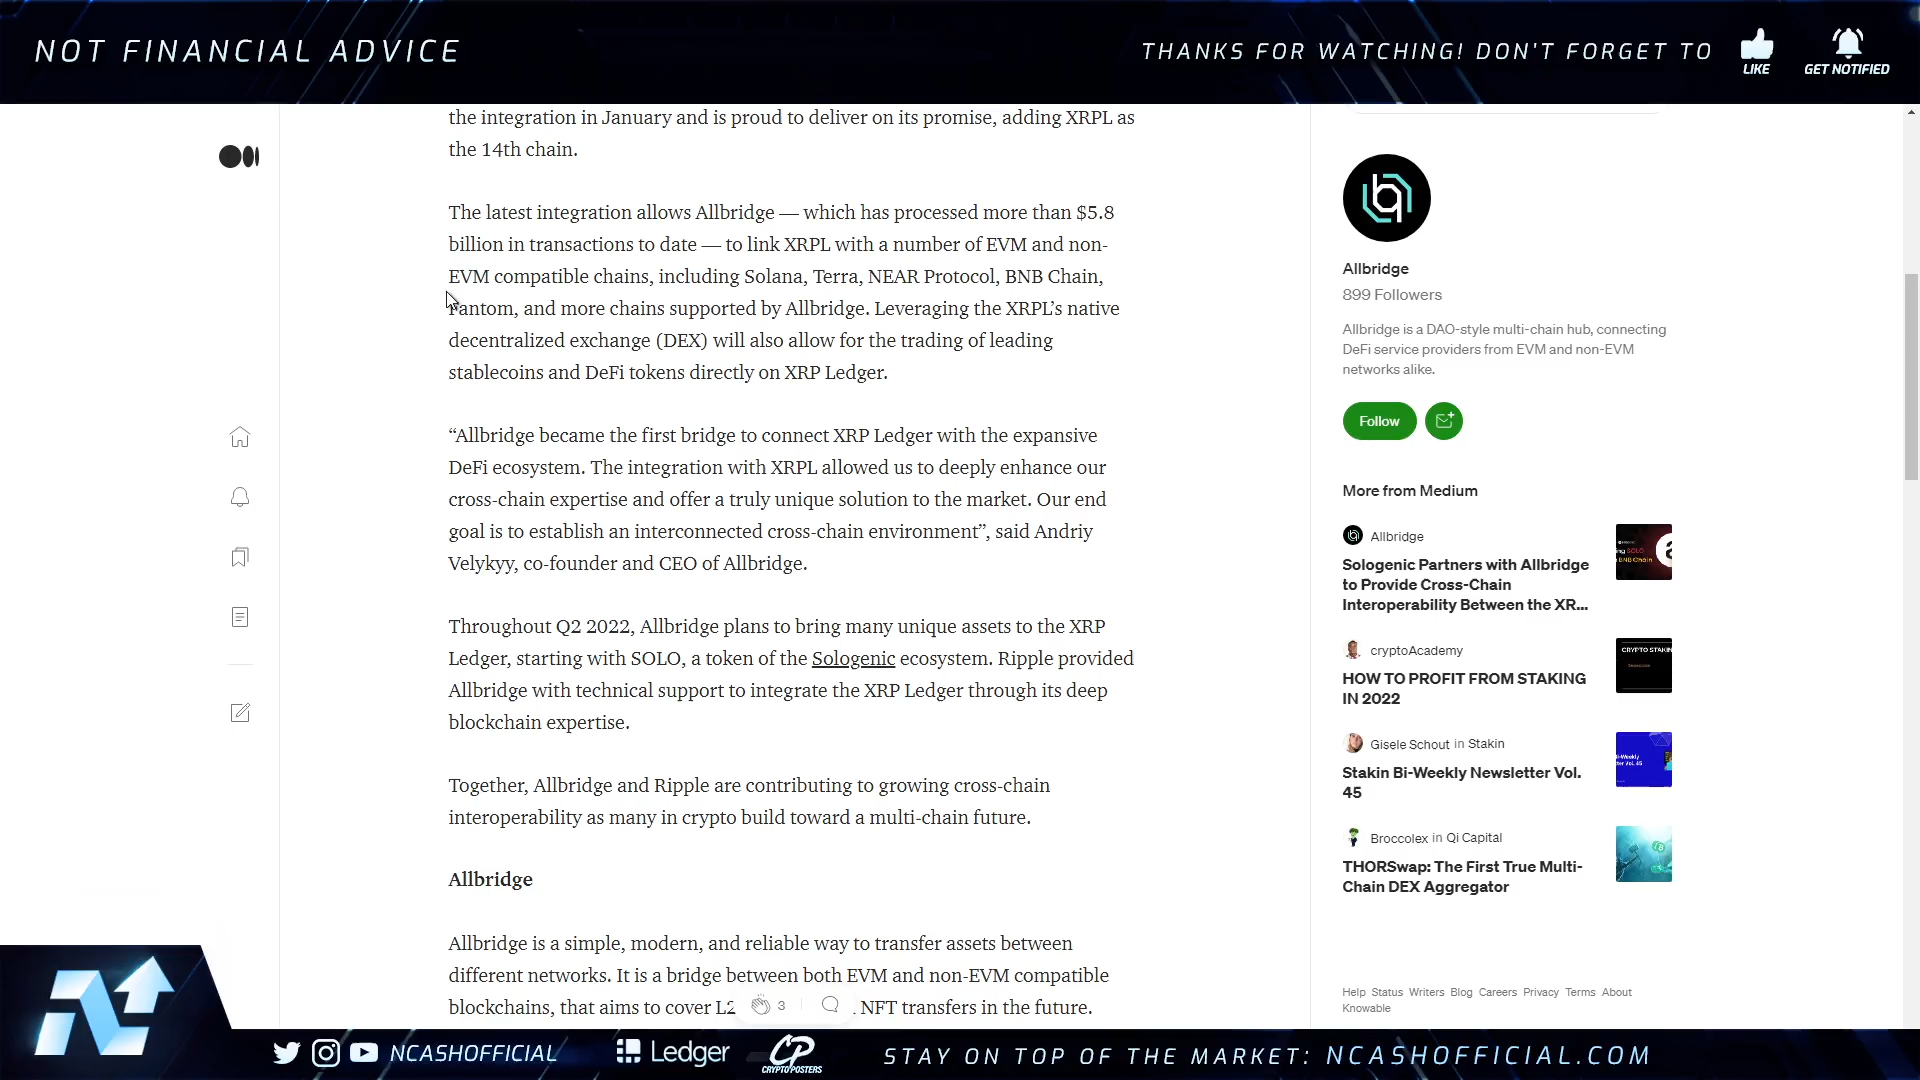 NOT FINANCIAL ADVICE
THANKS FOR WATCHING! DON'T FORGET TO
LIKE
GET NOTIFIED
the integration in January and is proud to deliver on its promise, adding XRPL as
the 14th chain.
The latest integration allows Allbridge — which has processed more than $5.8
billion in transactions to date — to link XRPL with a number of EVM and non-
EVM compatible chains, including Solana, Terra, NEAR Protocol, BNB Chain,
Fantom, and more chains supported by Allbridge. Leveraging the XRPL’s native
decentralized exchange (DEX) will also allow for the trading of leading
stablecoins and DeFi tokens directly on XRP Ledger.
“Allbridge became the first bridge to connect XRP Ledger with the expansive
DeFi ecosystem. The integration with XRPL allowed us to deeply enhance our
cross-chain expertise and offer a truly unique solution to the market. Our end
goal is to establish an interconnected cross-chain environment”, said Andriy
Velykyy, co-founder and CEO of Allbridge.
Throughout Q2 2022, Allbridge plans to bring many unique assets to the XRP
Ledger, starting with SOLO, a token of the Sologenic ecosystem. Ripple provided
Allbridge with technical support to integrate the XRP Ledger through its deep
blockchain expertise.
Together, Allbridge and Ripple are contributing to growing cross-chain
interoperability as many in crypto build toward a multi-chain future.
Allbridge
Allbridge is a simple, modern, and reliable way to transfer assets between
different networks. It is a bridge between both EVM and non-EVM compatible
blockchains, that aims to cover L2 NFT transfers in the future.
3
Allbridge
899 Followers
Allbridge is a DAO-style multi-chain hub, connecting
DeFi service providers from EVM and non-EVM
networks alike.
Follow
More from Medium
Allbridge
Sologenic Partners with Allbridge
to Provide Cross-Chain
Interoperability Between the XR...
cryptoAcademy
HOW TO PROFIT FROM STAKING
IN 2022
CRYPTO STAKIN
Gisele Schout in Stakin
Stakin Bi-Weekly Newsletter Vol.
45
Broccolex in Qi Capital
THORSwap: The First True Multi-
Chain DEX Aggregator
Help Status Writers Blog Careers Privacy Terms About
Knowable
NCASHOFFICIAL
Ledger
CP
CRYPTOPOSTERS
STAY ON TOP OF THE MARKET: NCASHOFFICIAL.COM